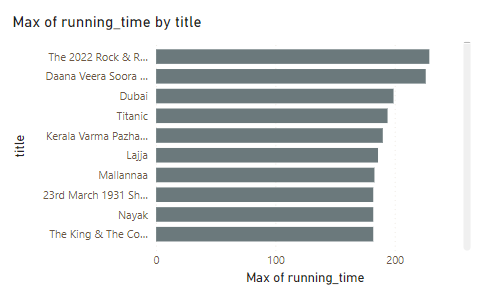 Max of running_time by title
title
The 2022 Rock & R...
Daana Veera Soora ...
Dubai
Titanic
Kerala Varma Pazha...
Lajja
Mallannaa
23rd March 1931 Sh...
Nayak
The King & The Co...
0 100 200
Max of running_time